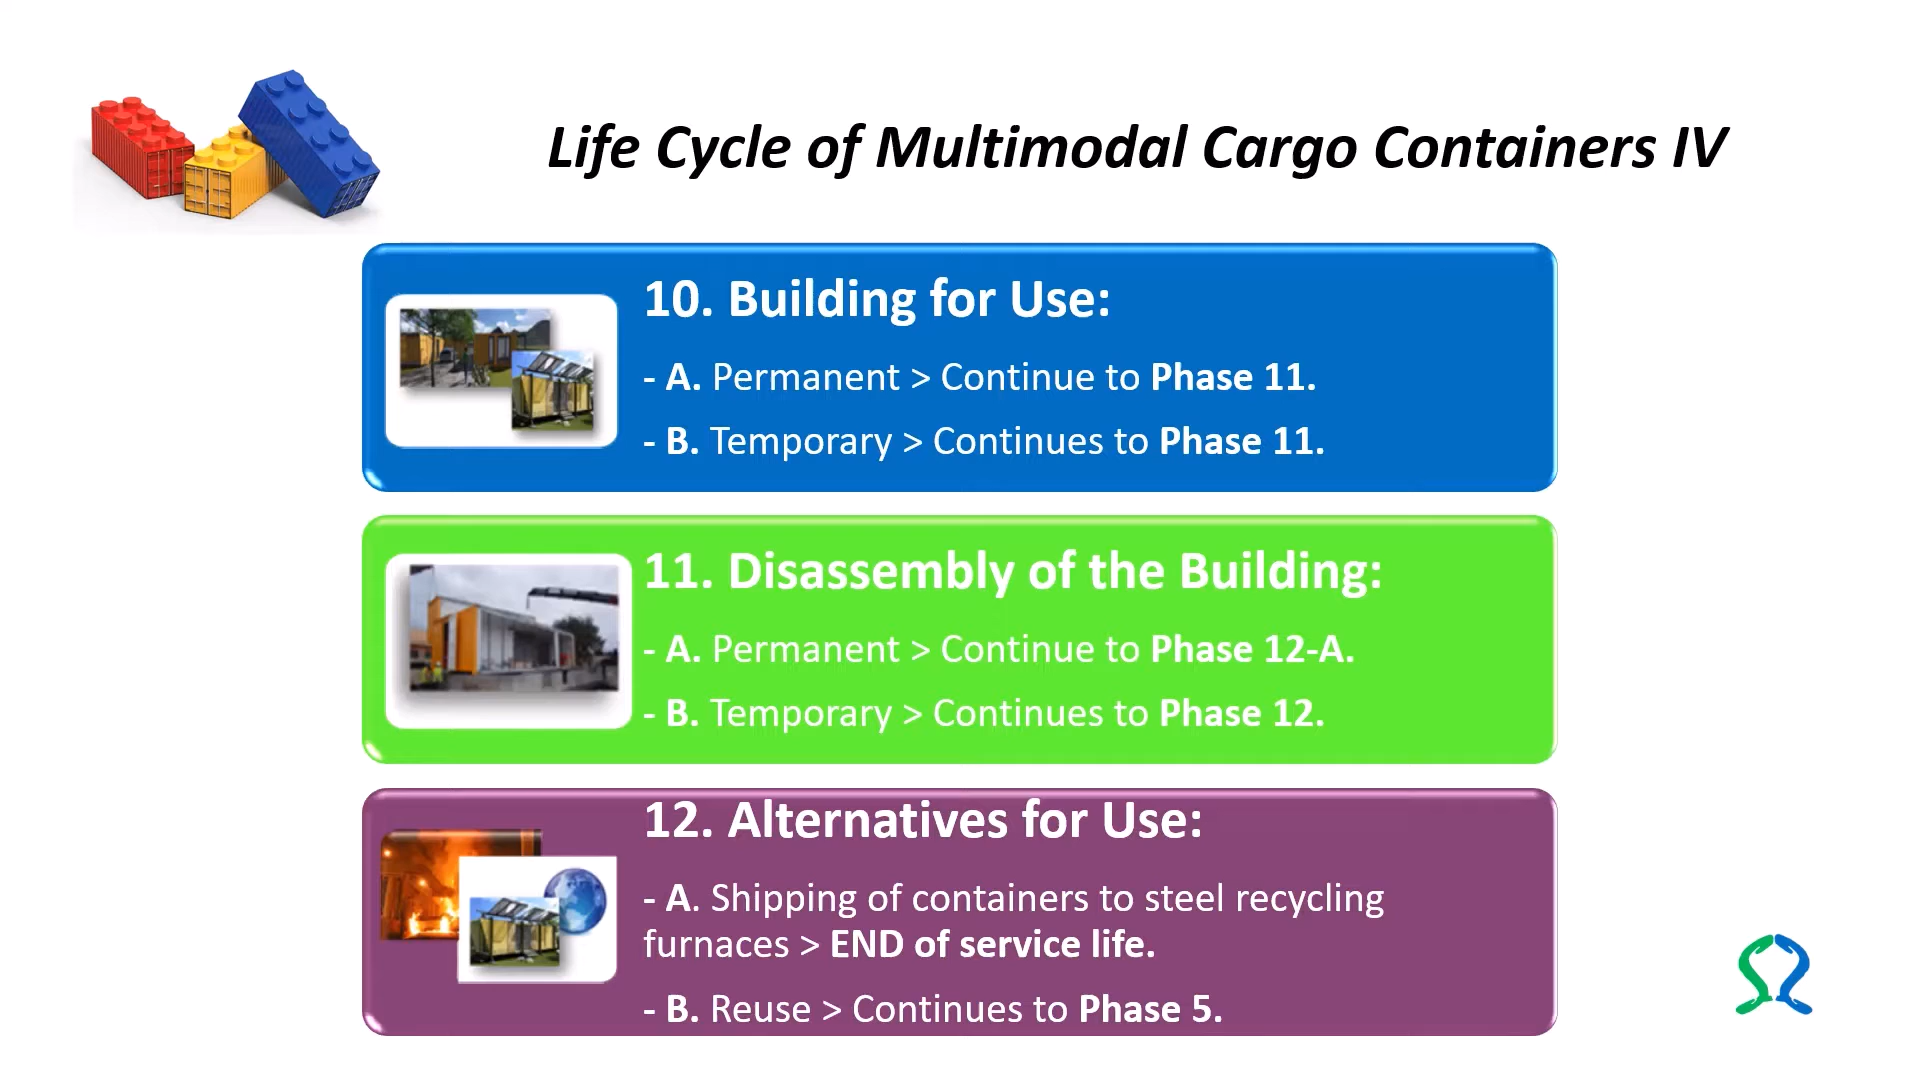 Life Cycle of Multimodal Cargo Containers IV
10. Building for Use:
- A. Permanent > Continue to Phase 11.
- B. Temporary > Continues to Phase 11.
11. Disassembly of the Building:
- A. Permanent > Continue to Phase 12-A.
- B. Temporary > Continues to Phase 12.
12. Alternatives for Use:
- A. Shipping of containers to steel recycling
furnaces > END of service life.
- B. Reuse > Continues to Phase 5.